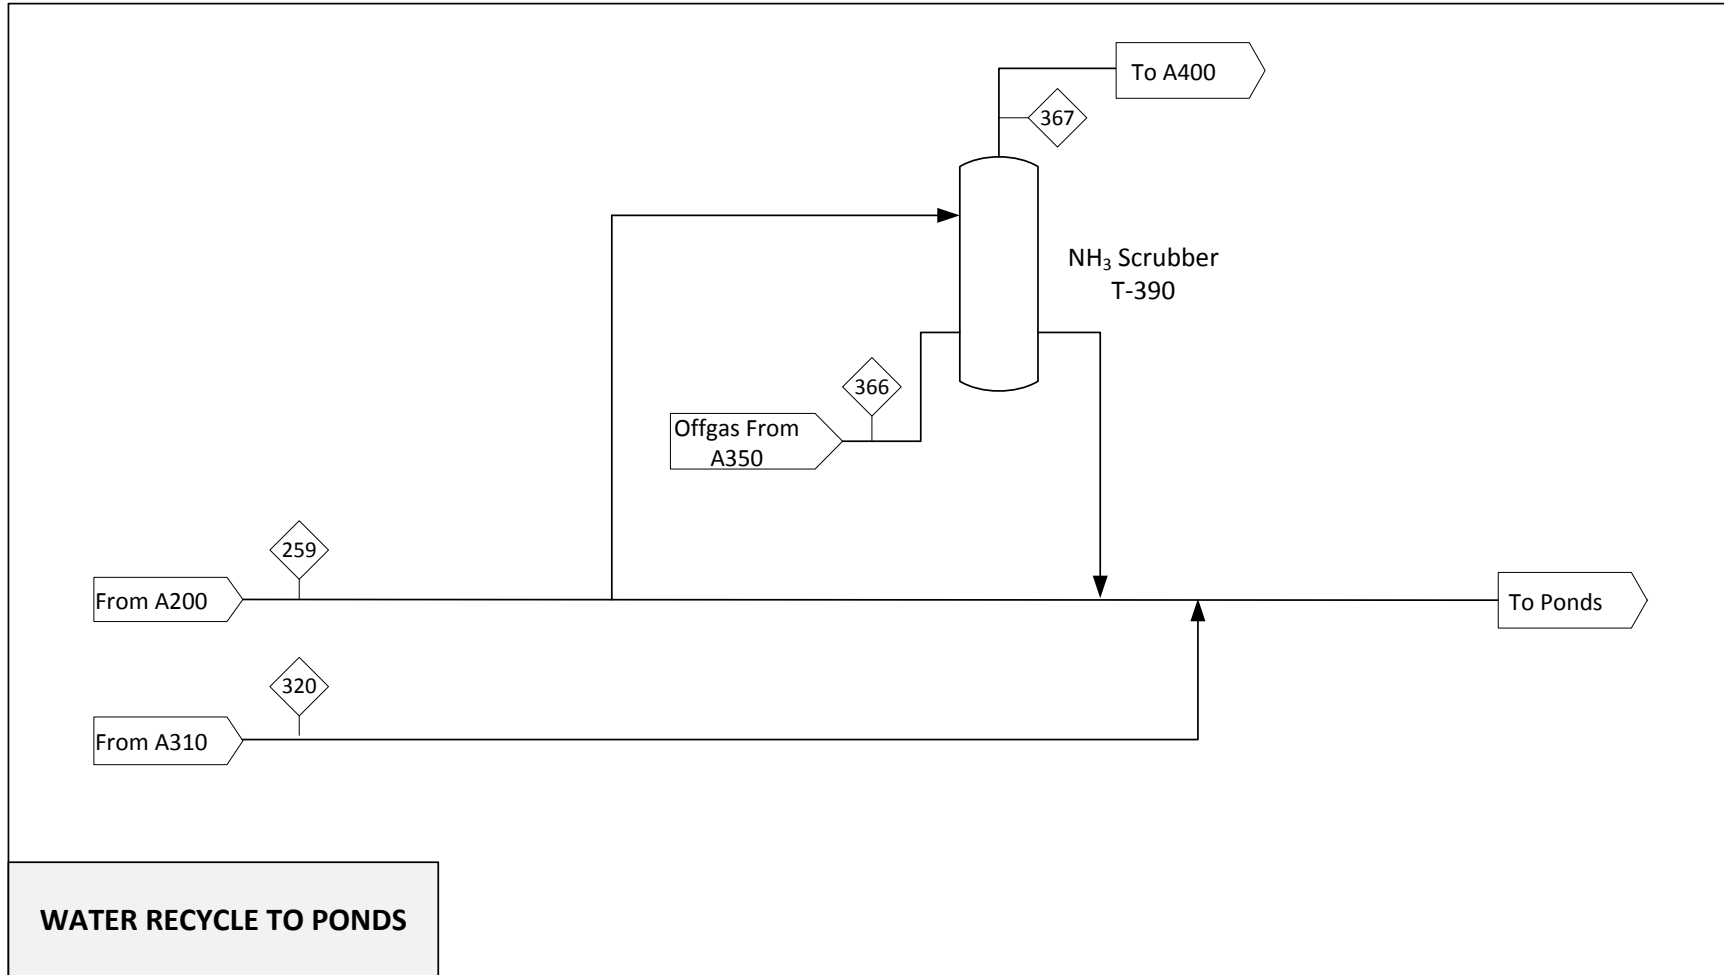 To A400
367
NH₃ Scrubber
T-390
366
Offgas From
A350
259
From A200
To Ponds
320
From A310
WATER RECYCLE TO PONDS